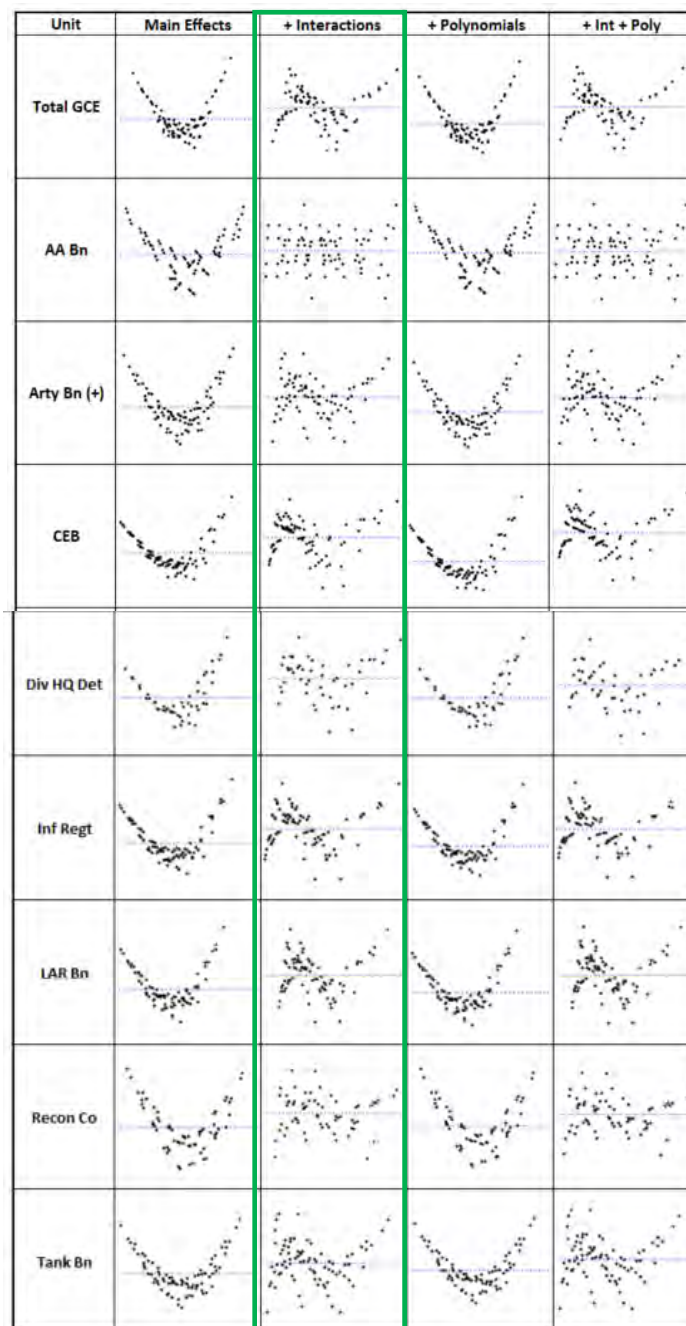 Unit Main Effects + Interactions + Polynomials + Int + Poly
Total GCE
AA Bn
Arty Bn (+)
CEB
Div HQ Det
Inf Regt
LAR Bn
Recon Co
Tank Bn